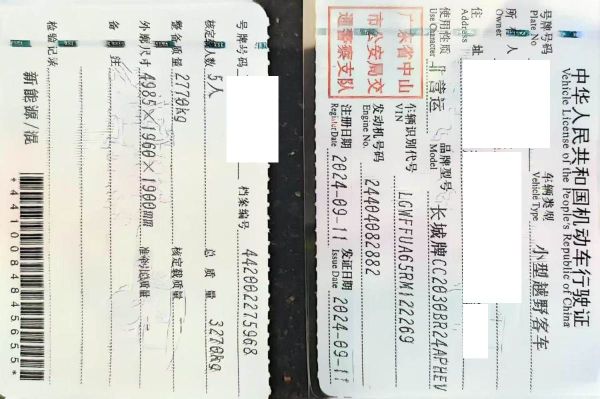 中华人民共和国机动车行驶证
Vehicle License of the People's Republic of China
号牌号码
Plate No
车辆类型 小型越野客车
Vehicle Type
所有人
Owner
住址
Address
使用性质 非营运
Use Character
品牌型号 长城牌CC2030BR24APHEV
Model
广东省中山
市公安局交
通警察支队
车辆识别代号 LGWFFUA65RM122269
VIN
发动机号码 24404082882
Engine No.
注册日期 2024-09-11
Register Date
发证日期 2024-09-11
Issue Date
号牌号码
档案编号 442002275968
核定载人数 5人
总质量 3270kg
整备质量 2770kg
核定载质量 --
外廓尺寸 4985×1960×1900mm
准牵引总质量 --
备注
检验记录
新能源/混
*4410084845655*